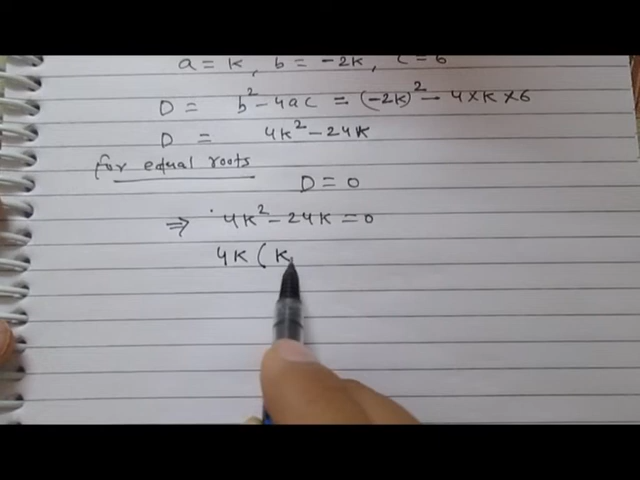 a = K, b = -2K, c = 6
D = b² - 4ac = (-2K)² - 4×K×6
D = 4K² - 24K
for equal roots
D = 0
⇒ 4K² - 24K = 0
4K ( K